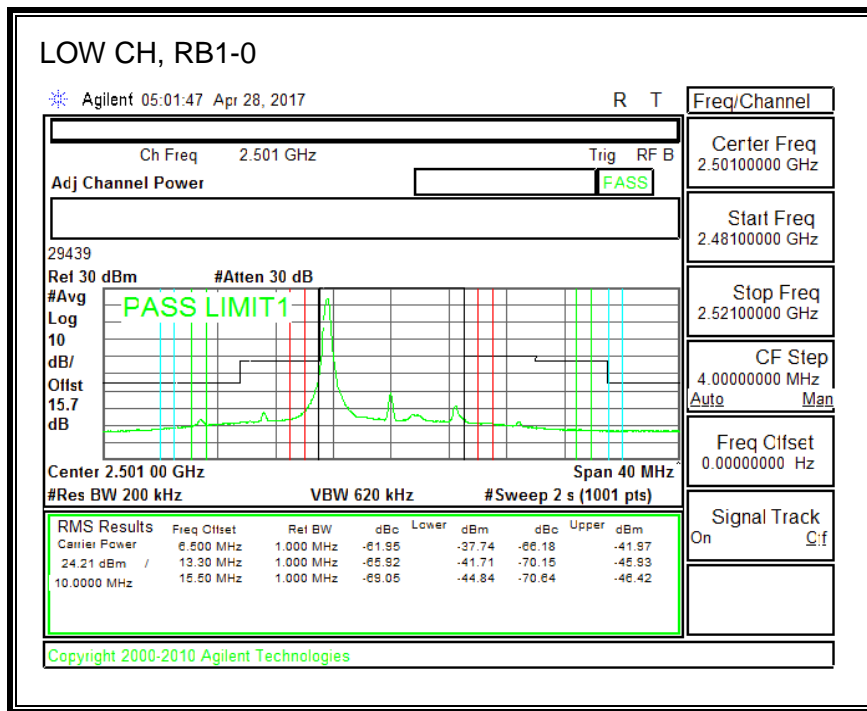 LOW CH, RB1-0
Agilent 05:01:47 Apr 28, 2017 R T
Freq/Channel
Ch Freq 2.501 GHz Trig RF B
Adj Channel Power PASS
Center Freq
2.50100000 GHz
Start Freq
2.48100000 GHz
29439
Ref 30 dBm #Atten 30 dB
#Avg
Log
10
dB/
Offst
15.7
dB
PASS LIMIT1
Stop Freq
2.52100000 GHz
CF Step
4.00000000 MHz
Auto Man
Freq Offset
0.00000000 Hz
Center 2.501 00 GHz Span 40 MHz
#Res BW 200 kHz VBW 620 kHz #Sweep 2 s (1001 pts)
Signal Track
On Off
RMS Results Freq Offset Ref BW dBc Lower dBm dBc Upper dBm
Carrier Power 6.500 MHz 1.000 MHz -61.95 -37.74 -66.18 -41.97
24.21 dBm / 13.30 MHz 1.000 MHz -65.92 -41.71 -70.15 -45.93
10.0000 MHz 15.50 MHz 1.000 MHz -69.05 -44.84 -70.64 -46.42
Copyright 2000-2010 Agilent Technologies